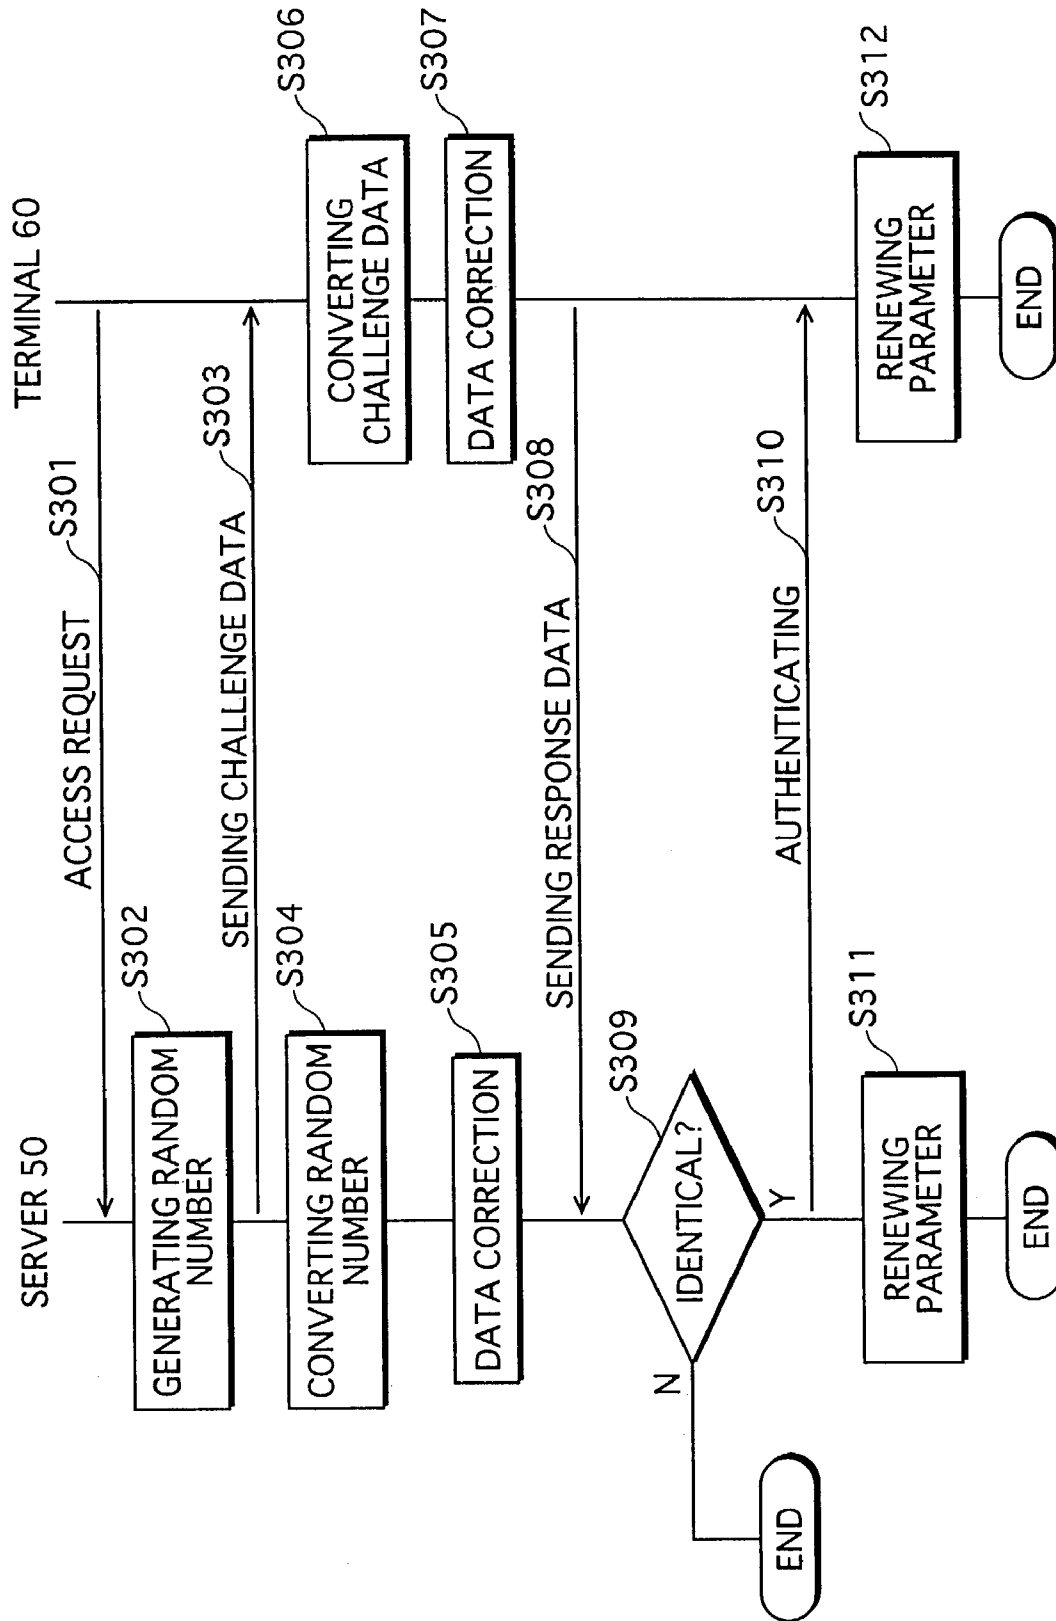 SERVER 50
TERMINAL 60
ACCESS REQUEST
S301
GENERATING RANDOM
NUMBER
S302
SENDING CHALLENGE DATA
S303
CONVERTING RANDOM
NUMBER
S304
CONVERTING
CHALLENGE DATA
S306
DATA CORRECTION
S305
DATA CORRECTION
S307
SENDING RESPONSE DATA
S308
IDENTICAL?
S309
N
Y
END
AUTHENTICATING
S310
RENEWING
PARAMETER
S311
RENEWING
PARAMETER
S312
END
END